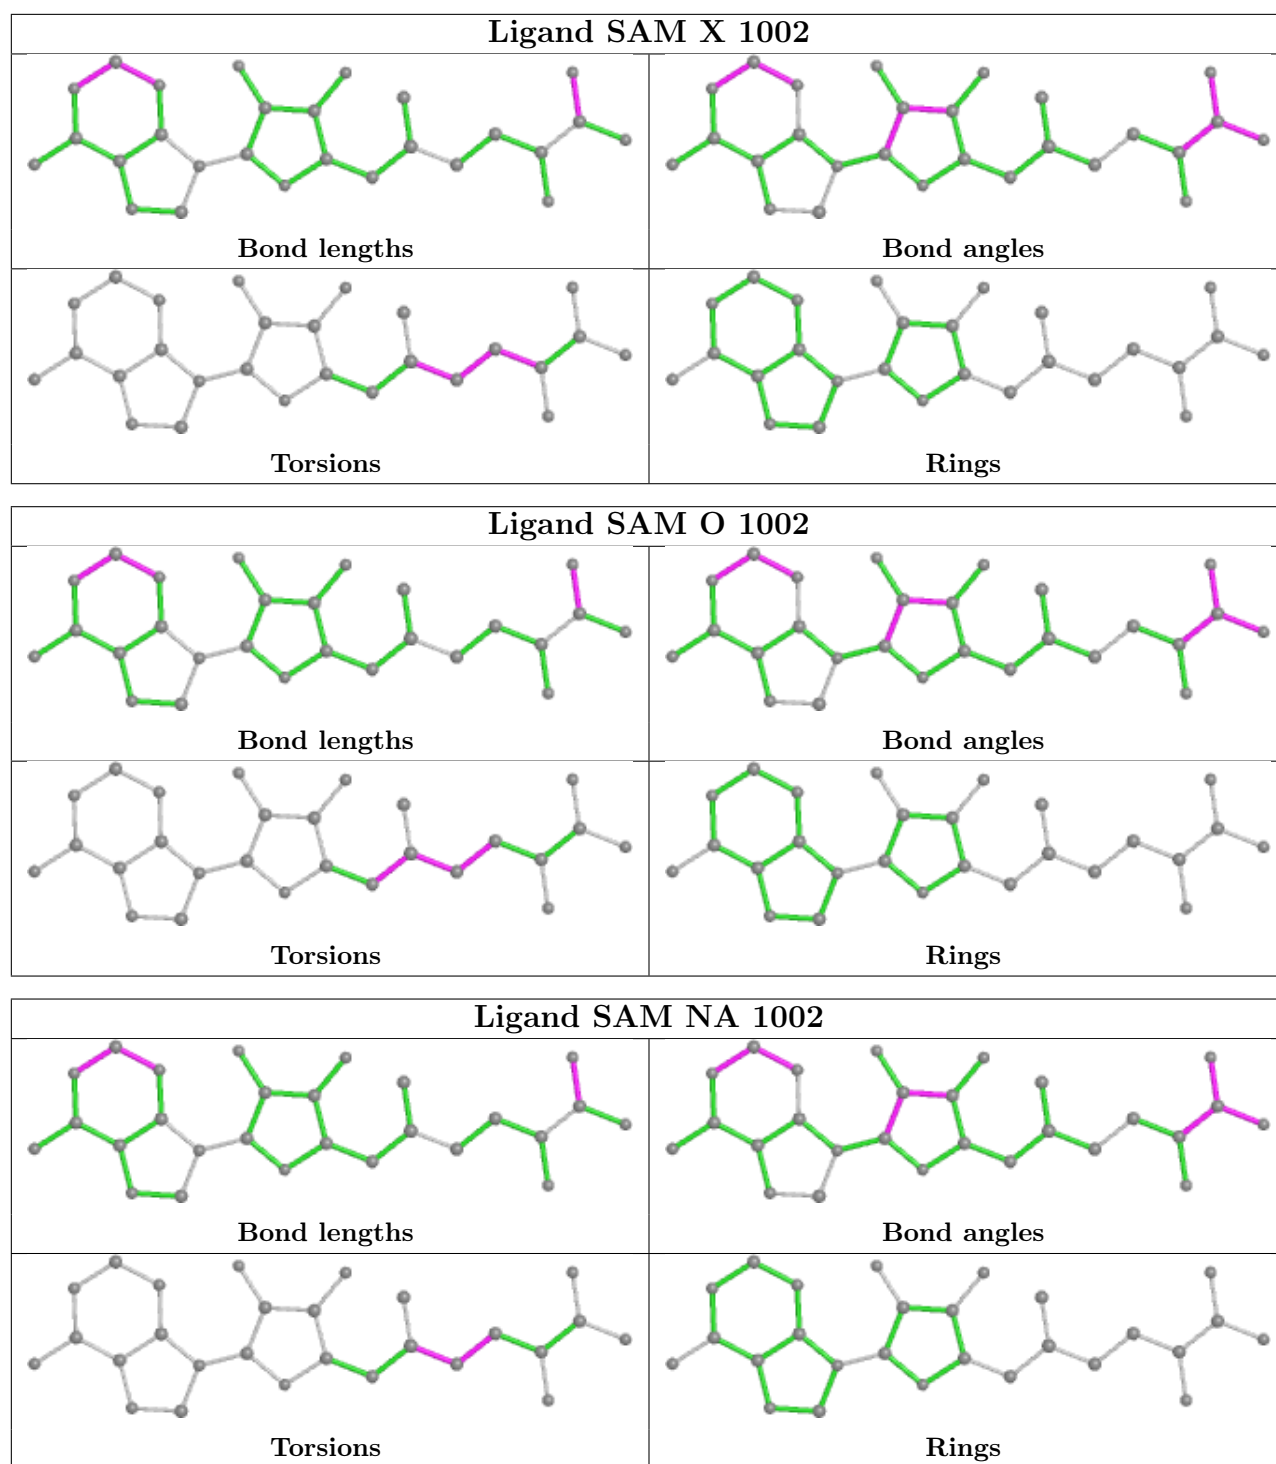 Ligand SAM X 1002
Bond lengths
Bond angles
Torsions
Rings
Ligand SAM O 1002
Bond lengths
Bond angles
Torsions
Rings
Ligand SAM NA 1002
Bond lengths
Bond angles
Torsions
Rings